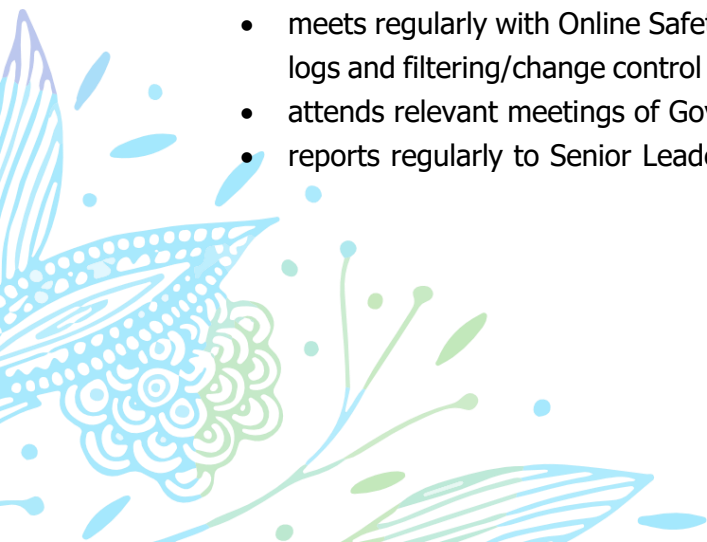 • meets regularly with Online Safet
logs and filtering/change control
• attends relevant meetings of Gov
• reports regularly to Senior Lead